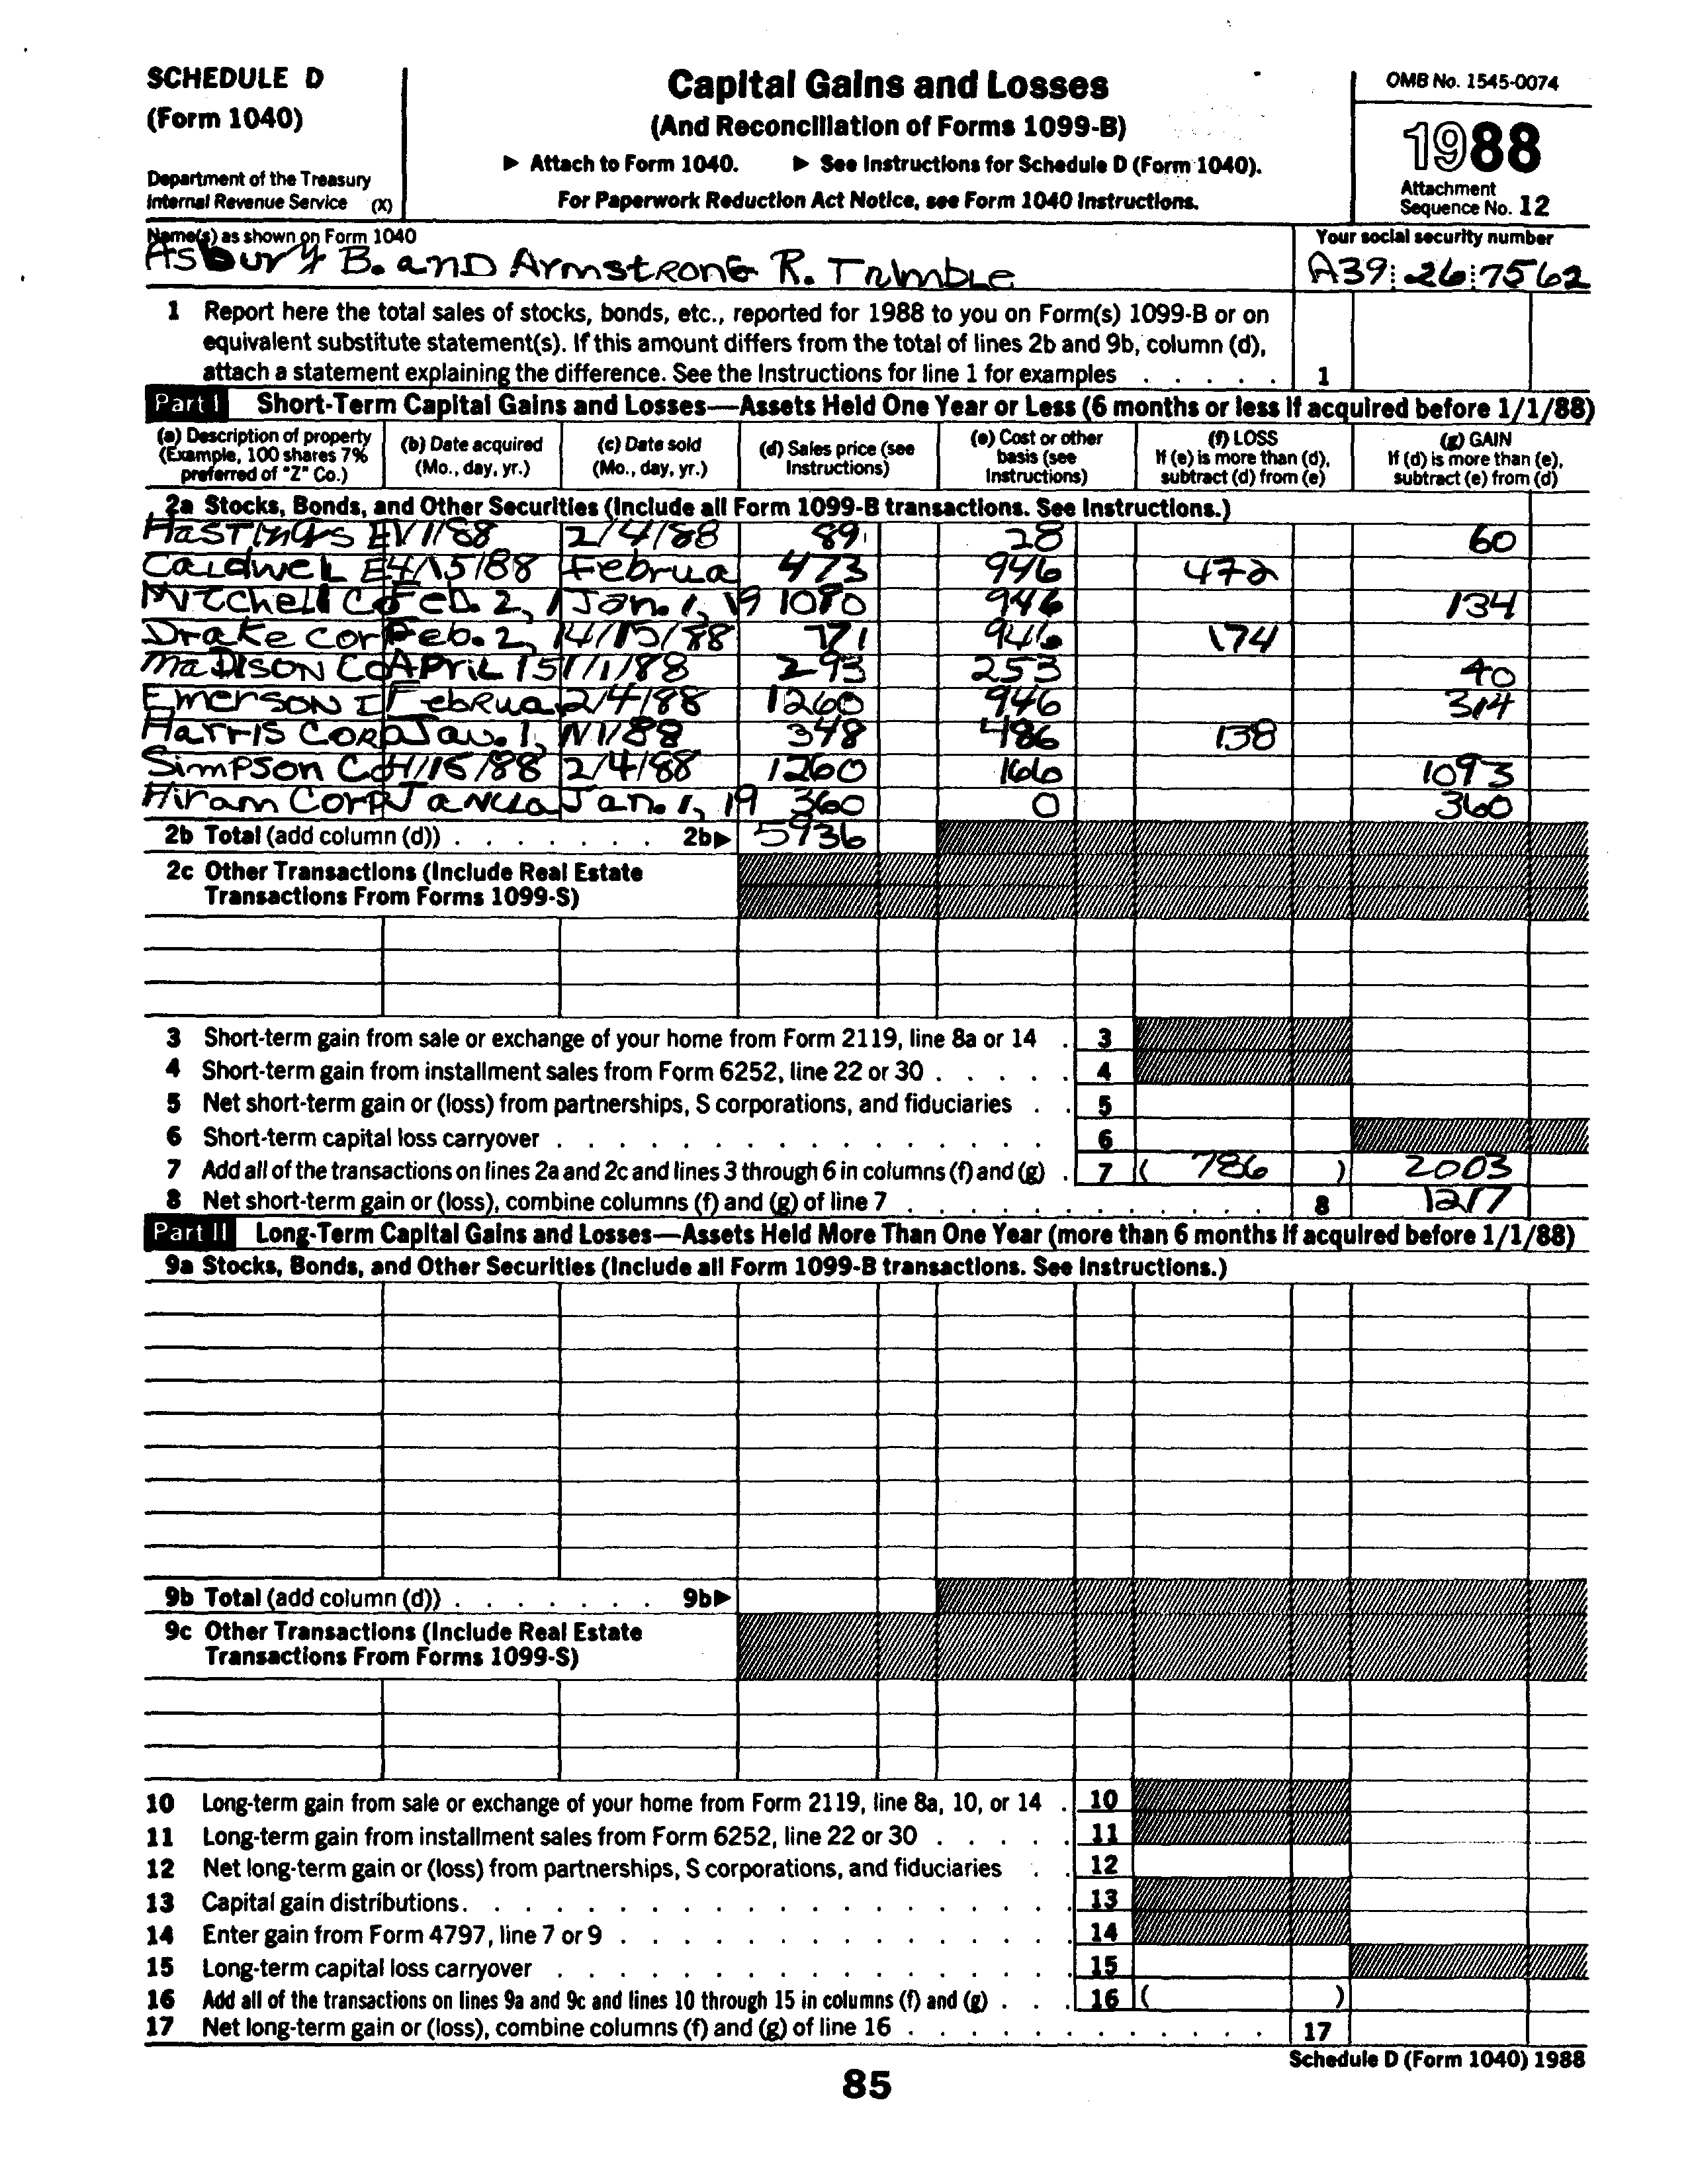 SCHEDULE D
(Form 1040)
Department of the Treasury
Internal Revenue Service (X)
Capital Gains and Losses
(And Reconciliation of Forms 1099-B)
▶ Attach to Form 1040. ▶ See Instructions for Schedule D (Form 1040).
For Paperwork Reduction Act Notice, see Form 1040 Instructions.
OMB No. 1545-0074
1988
Attachment
Sequence No. 12
Name(s) as shown on Form 1040
Asbury B. and Armstrong R. Trimble
Your social security number
A39 26 7562
1 Report here the total sales of stocks, bonds, etc., reported for 1988 to you on Form(s) 1099-B or on
equivalent substitute statement(s). If this amount differs from the total of lines 2b and 9b, column (d),
attach a statement explaining the difference. See the Instructions for line 1 for examples . . . . . 1
Part I Short-Term Capital Gains and Losses—Assets Held One Year or Less (6 months or less if acquired before 1/1/88)
(a) Description of property (Example, 100 shares 7% preferred of "Z" Co.) (b) Date acquired (Mo., day, yr.) (c) Date sold (Mo., day, yr.) (d) Sales price (see Instructions) (e) Cost or other basis (see Instructions) (f) LOSS If (e) is more than (d), subtract (d) from (e) (g) GAIN If (d) is more than (e), subtract (e) from (d)
2a Stocks, Bonds, and Other Securities (Include all Form 1099-B transactions. See Instructions.)
Hastings E 1/1/88 2/4/88 89 28 60
Caldwel E 4/15/88 Februa 473 946 472
Mitchell Co Feb. 2, 1 Jan. 1, 19 1080 946 134
Drake Cor Feb. 2, 1 4/15/88 771 946 174
Madison Co April 15 1/1/88 293 253 40
Emerson I Februa 2/4/88 1260 946 314
Harris Corp Jan. 1, 1 1/1/88 348 486 138
Simpson Co 4/15/88 2/4/88 1260 166 1093
Hiram Corp Janua Jan. 1, 19 360 0 360
2b Total (add column (d)) . . . . . . . 2b▶ 5936
2c Other Transactions (Include Real Estate
Transactions From Forms 1099-S)
3 Short-term gain from sale or exchange of your home from Form 2119, line 8a or 14 . 3
4 Short-term gain from installment sales from Form 6252, line 22 or 30 . . . . . 4
5 Net short-term gain or (loss) from partnerships, S corporations, and fiduciaries . . 5
6 Short-term capital loss carryover . . . . . . . . . . . . . . . . 6
7 Add all of the transactions on lines 2a and 2c and lines 3 through 6 in columns (f) and (g) . 7 ( 786 ) 2003
8 Net short-term gain or (loss), combine columns (f) and (g) of line 7 . . . . . . . . . . . . . 8 1217
Part II Long-Term Capital Gains and Losses—Assets Held More Than One Year (more than 6 months if acquired before 1/1/88)
9a Stocks, Bonds, and Other Securities (Include all Form 1099-B transactions. See Instructions.)
9b Total (add column (d)) . . . . . . . 9b▶
9c Other Transactions (Include Real Estate
Transactions From Forms 1099-S)
10 Long-term gain from sale or exchange of your home from Form 2119, line 8a, 10, or 14 . 10
11 Long-term gain from installment sales from Form 6252, line 22 or 30 . . . . . 11
12 Net long-term gain or (loss) from partnerships, S corporations, and fiduciaries . . 12
13 Capital gain distributions. . . . . . . . . . . . . . . . . . . 13
14 Enter gain from Form 4797, line 7 or 9 . . . . . . . . . . . . . . 14
15 Long-term capital loss carryover . . . . . . . . . . . . . . . . 15
16 Add all of the transactions on lines 9a and 9c and lines 10 through 15 in columns (f) and (g) . . . 16 ( )
17 Net long-term gain or (loss), combine columns (f) and (g) of line 16 . . . . . . . . . . . . . 17
Schedule D (Form 1040) 1988
85